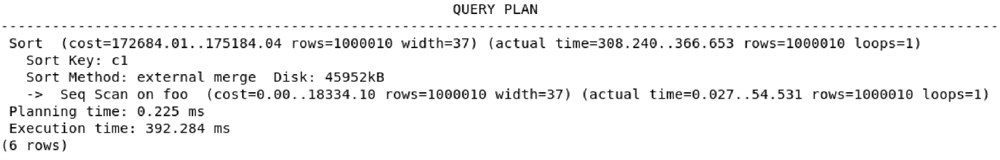 QUERY PLAN
---------------------------------------------------------------------------------------------------------------------
Sort  (cost=172684.01..175184.04 rows=1000010 width=37) (actual time=308.240..366.653 rows=1000010 loops=1)
  Sort Key: c1
  Sort Method: external merge  Disk: 45952kB
  ->  Seq Scan on foo  (cost=0.00..18334.10 rows=1000010 width=37) (actual time=0.027..54.531 rows=1000010 loops=1)
Planning time: 0.225 ms
Execution time: 392.284 ms
(6 rows)